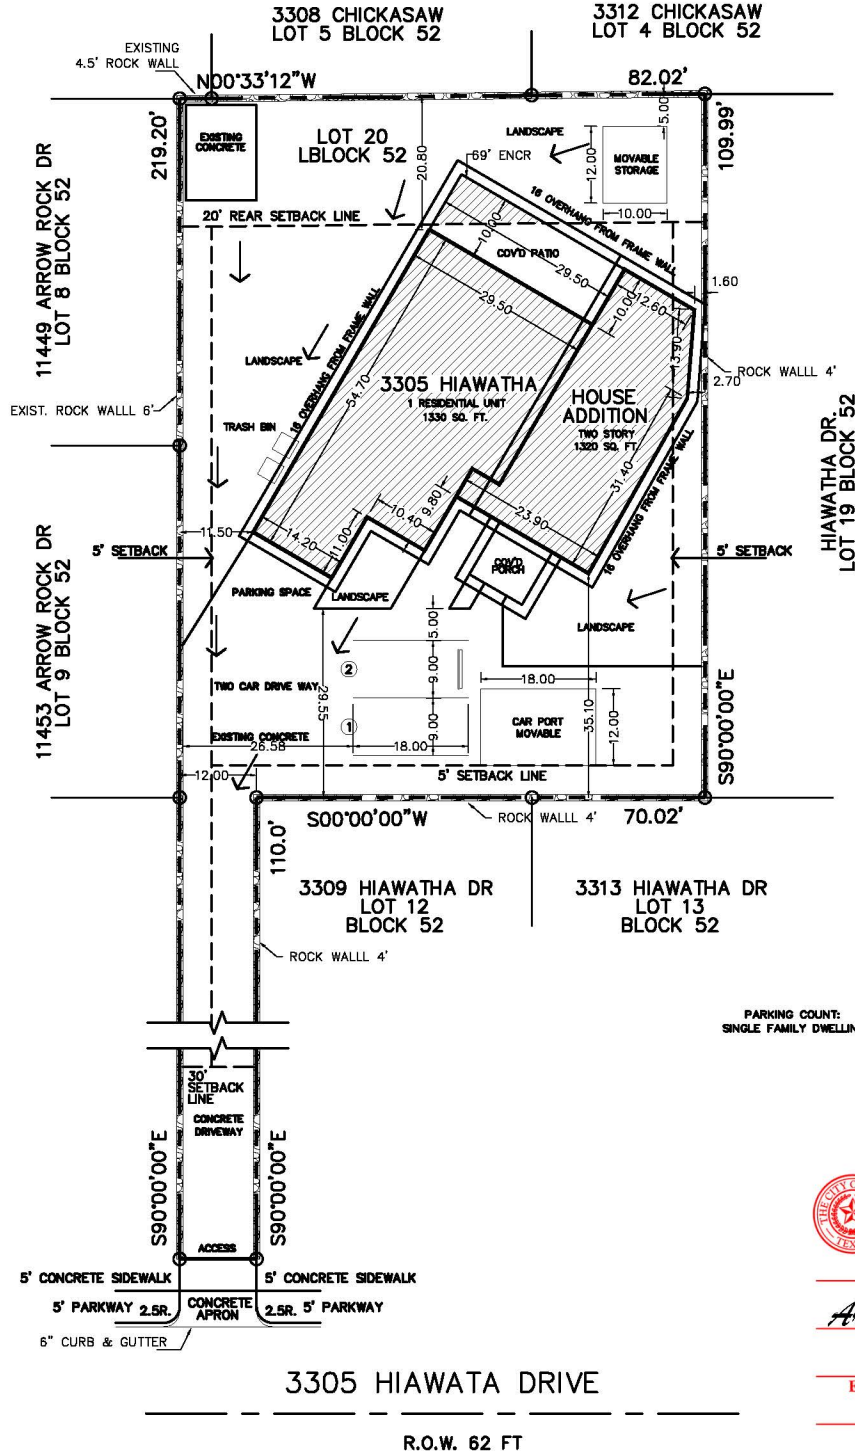 3308 CHICKASAW
LOT 5 BLOCK 52
3312 CHICKASAW
LOT 4 BLOCK 52
EXISTING
4.5' ROCK WALL
N00°33'12"W
82.02'
219.20'
109.99'
5.00
EXISTING
CONCRETE
LOT 20
LBLOCK 52
20.80
LANDSCAPE
69' ENCR
12.00
MOVABLE
STORAGE
10.00
11449 ARROW ROCK DR
LOT 8 BLOCK 52
20' REAR SETBACK LINE
16 OVERHANG FROM FRAME WALL
10.00
COV'D PATIO
29.50
29.50
10.00
12.60
1.60
16 OVERHANG FROM FRAME WALL
LANDSCAPE
54.70
13.90
ROCK WALLL 4'
2.70
3305 HIAWATHA
1 RESIDENTIAL UNIT
1330 SQ. FT.
HOUSE
ADDITION
TWO STORY
1320 SQ. FT
EXIST. ROCK WALLL 6'
TRASH BIN
31.40
16 OVERHANG FROM FRAME WALL
HIAWATHA DR.
LOT 19 BLOCK 52
9.80
10.40
23.90
11.50
14.20
11.00
5' SETBACK
5' SETBACK
COV'D
PORCH
PARKING SPACE
LANDSCAPE
LANDSCAPE
11453 ARROW ROCK DR
LOT 9 BLOCK 52
5.00
2
9.00
TWO CAR DRIVE WAY
29.55
18.00
35.10
1
9.00
CAR PORT
MOVABLE
12.00
EXISTING CONCRETE
26.58
18.00
S90°00'00"E
12.00
5' SETBACK LINE
S00°00'00"W
ROCK WALLL 4'
70.02'
110.0'
3309 HIAWATHA DR
LOT 12
BLOCK 52
3313 HIAWATHA DR
LOT 13
BLOCK 52
ROCK WALLL 4'
PARKING COUNT:
SINGLE FAMILY DWELLIN
30'
SETBACK
LINE
CONCRETE
DRIVEWAY
S90°00'00"E
S90°00'00"E
THE CITY
TEX
ACCESS
5' CONCRETE SIDEWALK
5' CONCRETE SIDEWALK
5' PARKWAY 2.5R.
CONCRETE
APRON
2.5R. 5' PARKWAY
6" CURB & GUTTER
3305 HIAWATA DRIVE
R.O.W. 62 FT